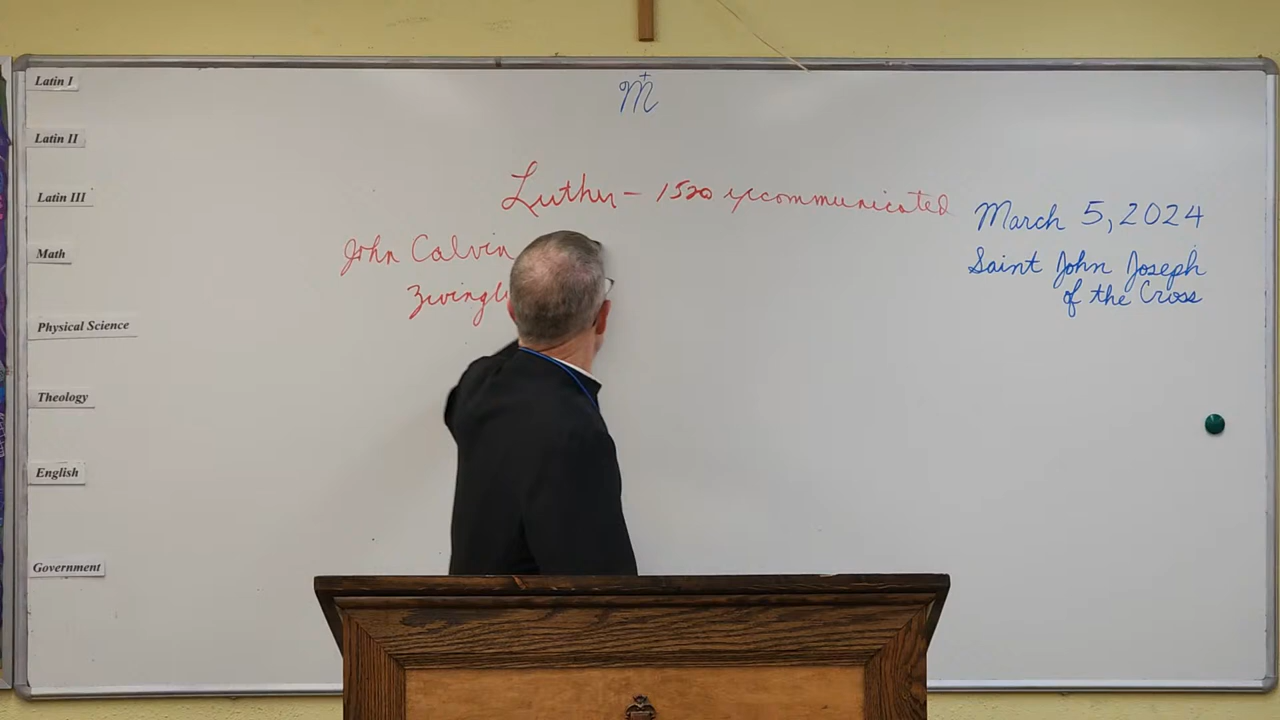 Latin I
Latin II
Latin III
Math
Physical Science
Theology
English
Government
M
Luther – 1520 excommunicated
John Calvin
Zwingl
March 5, 2024
Saint John Joseph
of the Cross